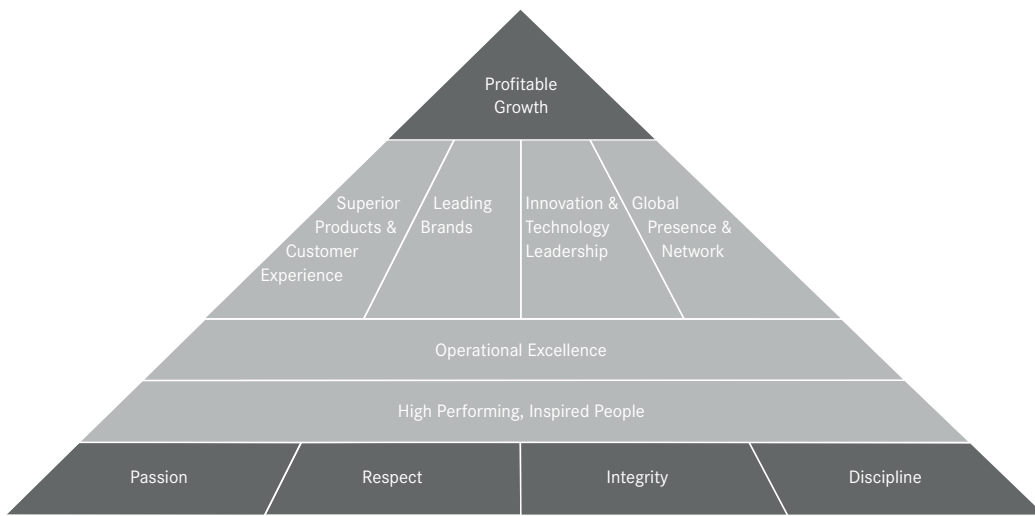 Profitable
Growth
Superior
Products &
Customer
Experience
Leading
Brands
Innovation &
Technology
Leadership
Global
Presence &
Network
Operational Excellence
High Performing, Inspired People
Passion
Respect
Integrity
Discipline